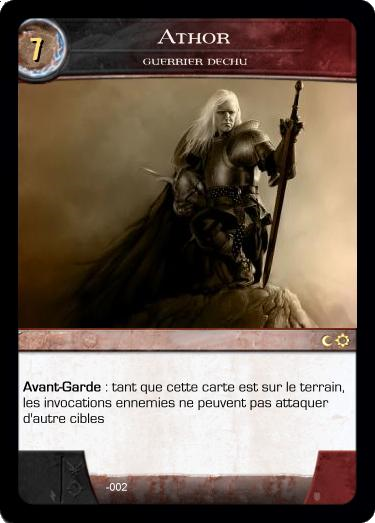 7
ATHOR
GUERRIER DECHU
Avant-Garde : tant que cette carte est sur le terrain,
les invocations ennemies ne peuvent pas attaquer
d'autre cibles
-002